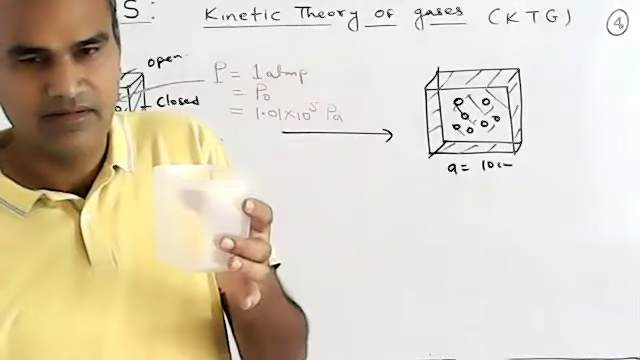 S: Kinetic Theory of gases (KTG) 4
open
P = 1 atmp
= P0
Closed
= 1.01×10^5 Pa
a = 10cm